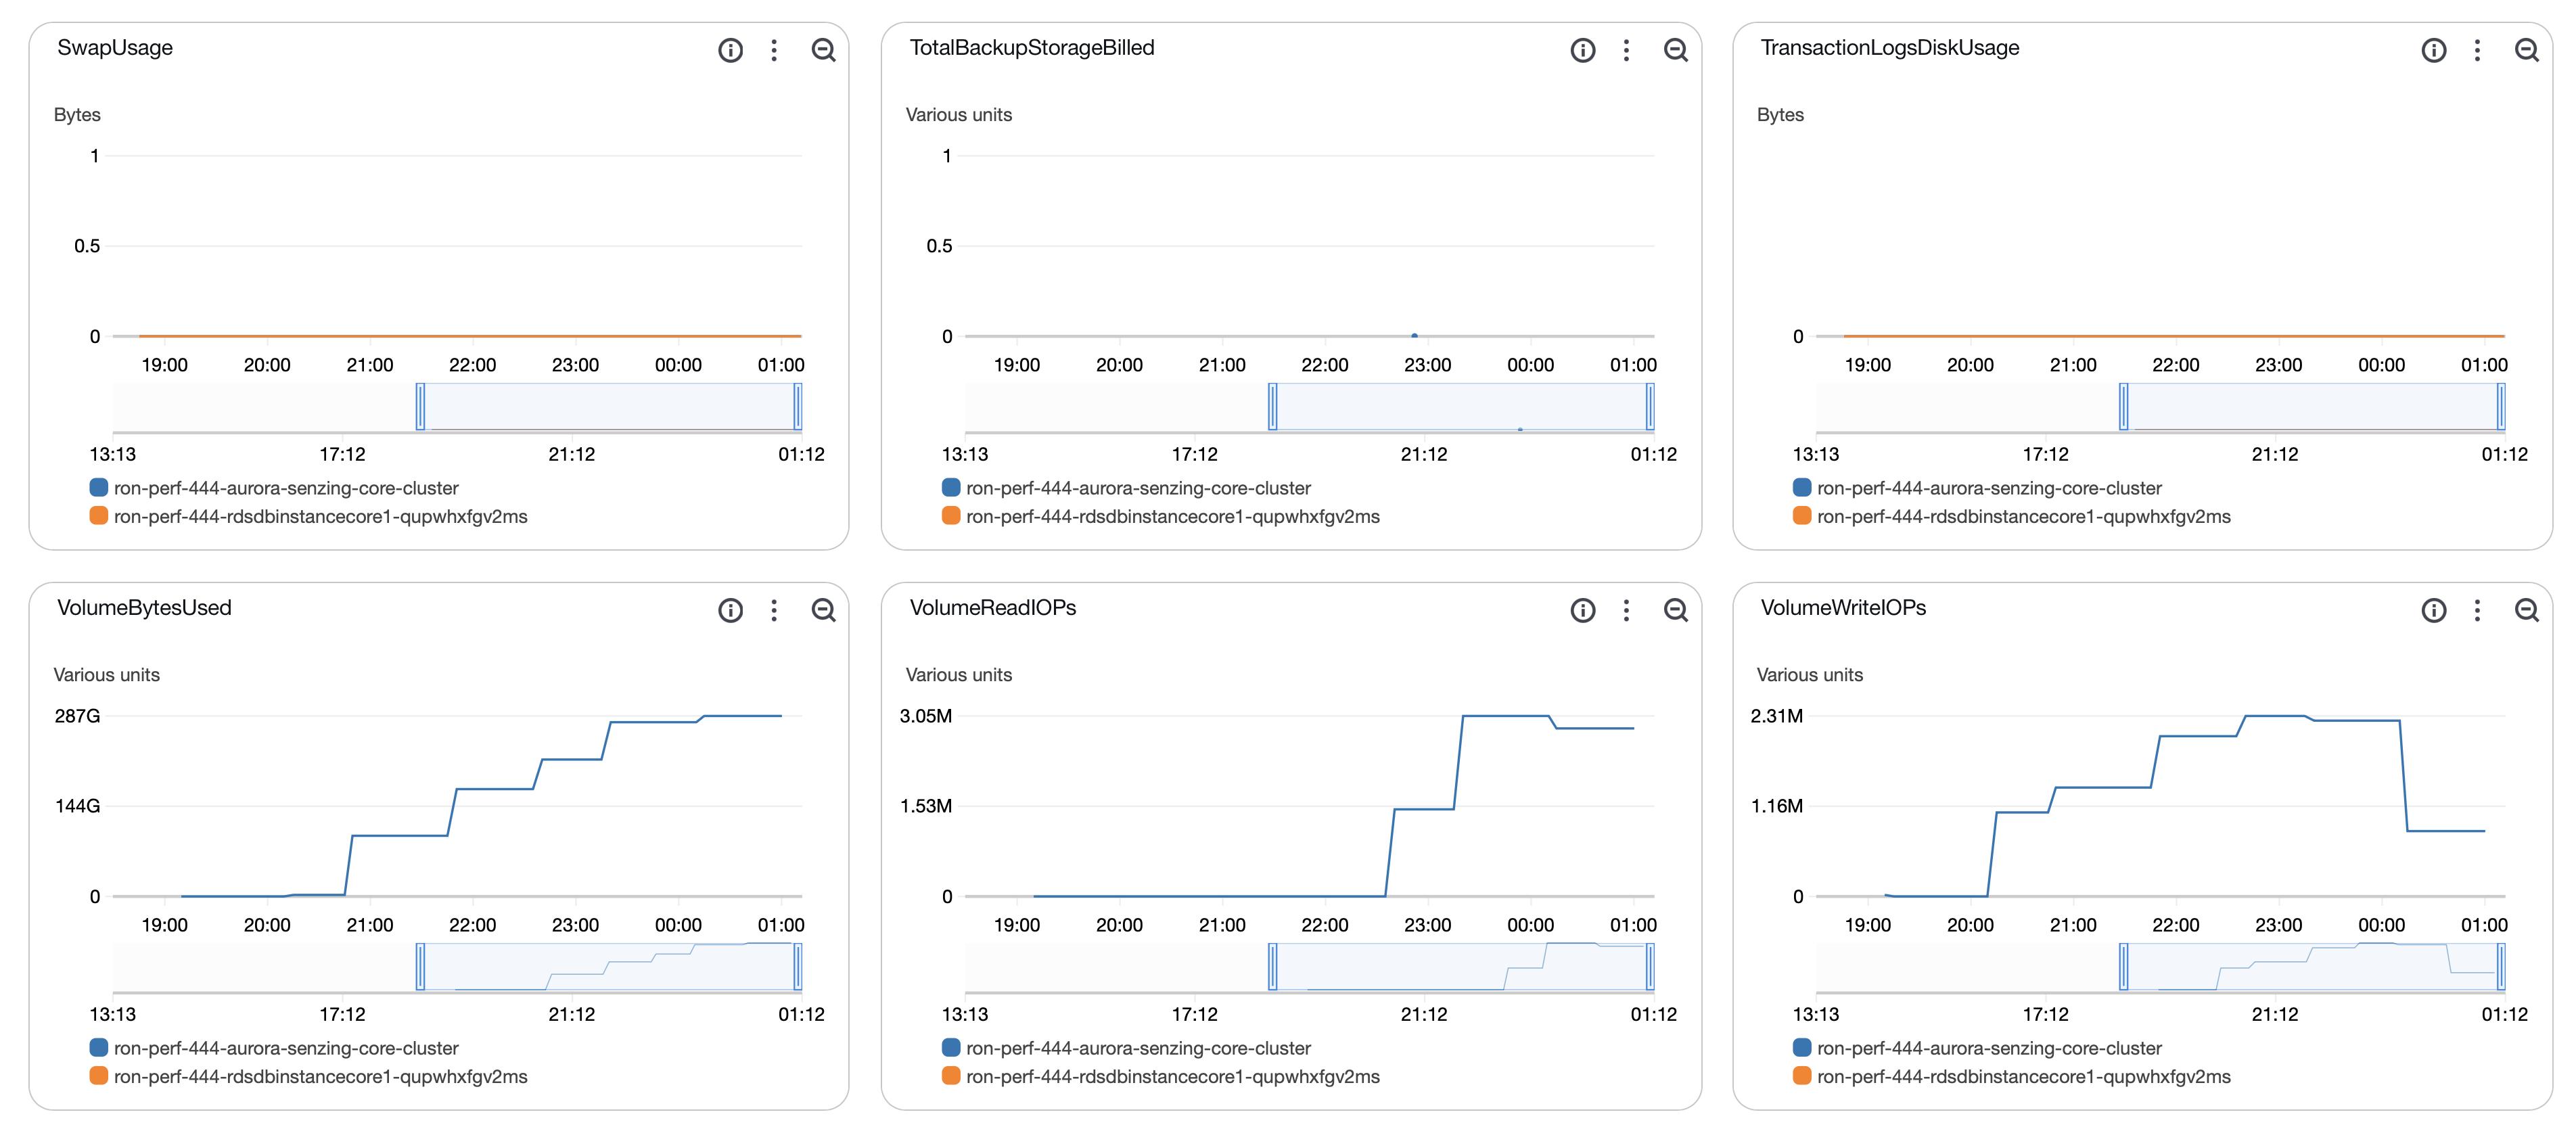 SwapUsage
Bytes
1
0.5
0
19:00 20:00 21:00 22:00 23:00 00:00 01:00
13:13 17:12 21:12 01:12
ron-perf-444-aurora-senzing-core-cluster
ron-perf-444-rdsdbinstancecore1-qupwhxfgv2ms
TotalBackupStorageBilled
Various units
1
0.5
0
19:00 20:00 21:00 22:00 23:00 00:00 01:00
13:13 17:12 21:12 01:12
ron-perf-444-aurora-senzing-core-cluster
ron-perf-444-rdsdbinstancecore1-qupwhxfgv2ms
TransactionLogsDiskUsage
Bytes
0
19:00 20:00 21:00 22:00 23:00 00:00 01:00
13:13 17:12 21:12 01:12
ron-perf-444-aurora-senzing-core-cluster
ron-perf-444-rdsdbinstancecore1-qupwhxfgv2ms
VolumeBytesUsed
Various units
287G
144G
0
19:00 20:00 21:00 22:00 23:00 00:00 01:00
13:13 17:12 21:12 01:12
ron-perf-444-aurora-senzing-core-cluster
ron-perf-444-rdsdbinstancecore1-qupwhxfgv2ms
VolumeReadIOPs
Various units
3.05M
1.53M
0
19:00 20:00 21:00 22:00 23:00 00:00 01:00
13:13 17:12 21:12 01:12
ron-perf-444-aurora-senzing-core-cluster
ron-perf-444-rdsdbinstancecore1-qupwhxfgv2ms
VolumeWriteIOPs
Various units
2.31M
1.16M
0
19:00 20:00 21:00 22:00 23:00 00:00 01:00
13:13 17:12 21:12 01:12
ron-perf-444-aurora-senzing-core-cluster
ron-perf-444-rdsdbinstancecore1-qupwhxfgv2ms